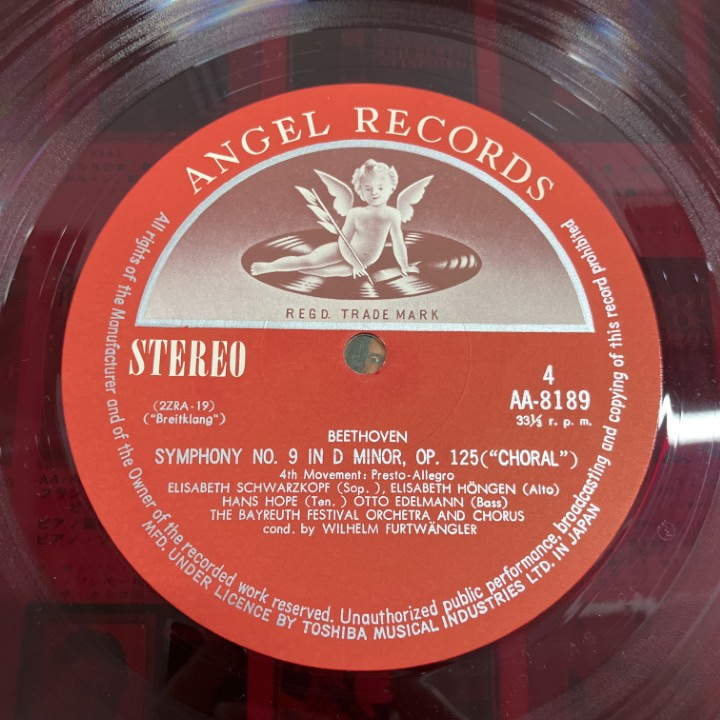 ANGEL RECORDS
REGD. TRADE MARK
STEREO
4
AA-8189
33⅓ r. p. m.
(2ZRA-19)
("Breitklang")
BEETHOVEN
SYMPHONY NO. 9 IN D MINOR, OP. 125("CHORAL")
4th Movement: Presto-Allegro
ELISABETH SCHWARZKOPF (Sop.), ELISABETH HÖNGEN (Alto)
HANS HOPE (Ten.) OTTO EDELMANN (Bass)
THE BAYREUTH FESTIVAL ORCHETRA AND CHORUS
cond. by WILHELM FURTWÄNGLER
All rights of the Manufacturer and of the Owner of the recorded work reserved. Unauthorized public performance, broadcasting and copying of this record prohibited
MFD. UNDER LICENCE BY TOSHIBA MUSICAL INDUSTRIES LTD. IN JAPAN